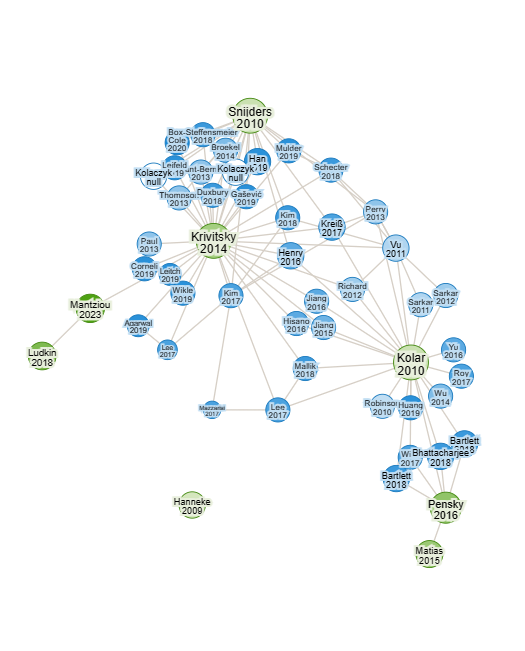 Snijders
2010
Box-Steffensmeier
2018
Cole
2020
Broekel
2014
Han
Mulder
2019
Leifeld
Kolaczyk
null
Kolaczyk
null
2013
Schecter
2018
Thompson
2013
Duxbury
2018
Gašević
2019
Perry
2013
Kim
2018
Kreiß
2017
Krivitsky
2014
Paul
2013
Vu
2011
Henry
2016
Corneli
2019
Leitch
2019
Wikle
2019
Kim
2017
Richard
2012
Sarkar
2012
Sarkar
2011
Jiang
2016
Mantziou
2023
Hisano
2016
Jiang
2015
Agarwal
2019
Lee
2017
Ludkin
2018
Yu
2016
Kolar
2010
Mallik
2018
Roy
2017
Wu
2014
Robinson
2010
Huang
2019
Lee
2017
2017
Bartlett
2018
Bhattacharjee
2018
2017
Bartlett
2018
Hanneke
2009
Pensky
2016
Matias
2015